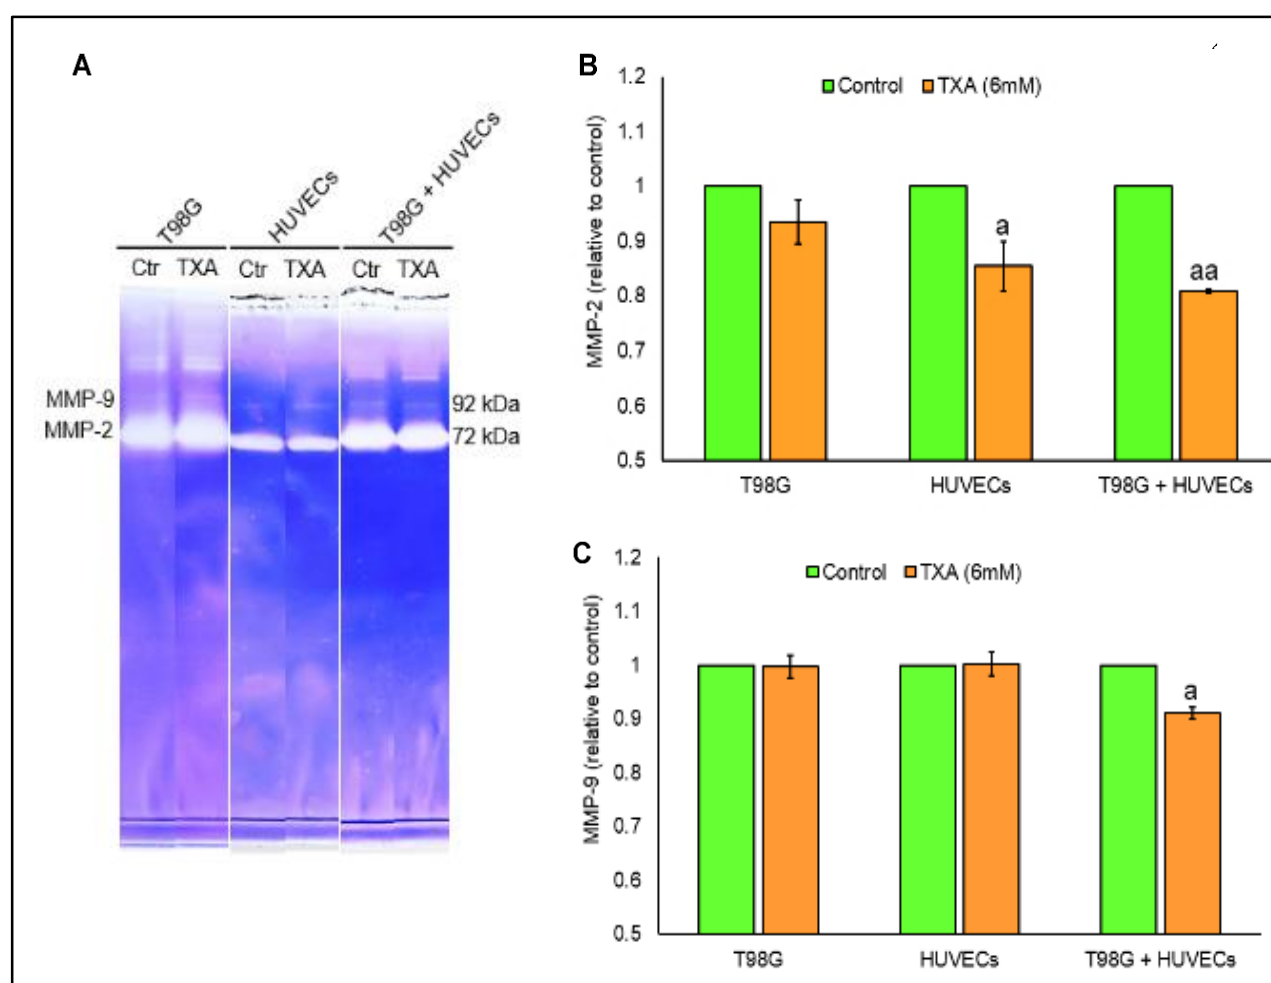 A
T98G
HUVECs
T98G + HUVECs
Ctr TXA Ctr TXA Ctr TXA
MMP-9
92 kDa
MMP-2
72 kDa
B
Control TXA (6mM)
MMP-2 (relative to control)
1.2
1.1
1
0.9
0.8
0.7
0.6
0.5
a
aa
T98G HUVECs T98G + HUVECs
C
Control TXA (6mM)
MMP-9 (relative to control)
1.2
1.1
1
0.9
0.8
0.7
0.6
0.5
a
T98G HUVECs T98G + HUVECs